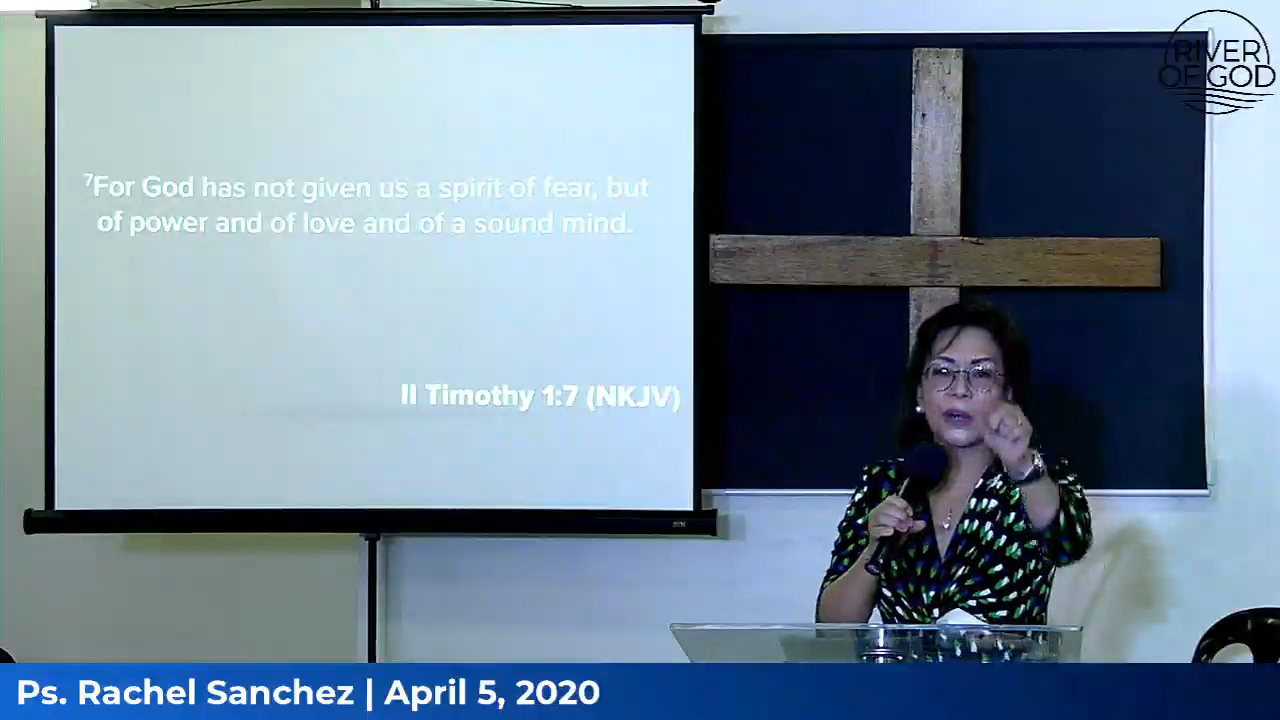 RIVER
OF GOD
⁷For God has not given us a spirit of fear, but
of power and of love and of a sound mind.
II Timothy 1:7 (NKJV)
Ps. Rachel Sanchez | April 5, 2020